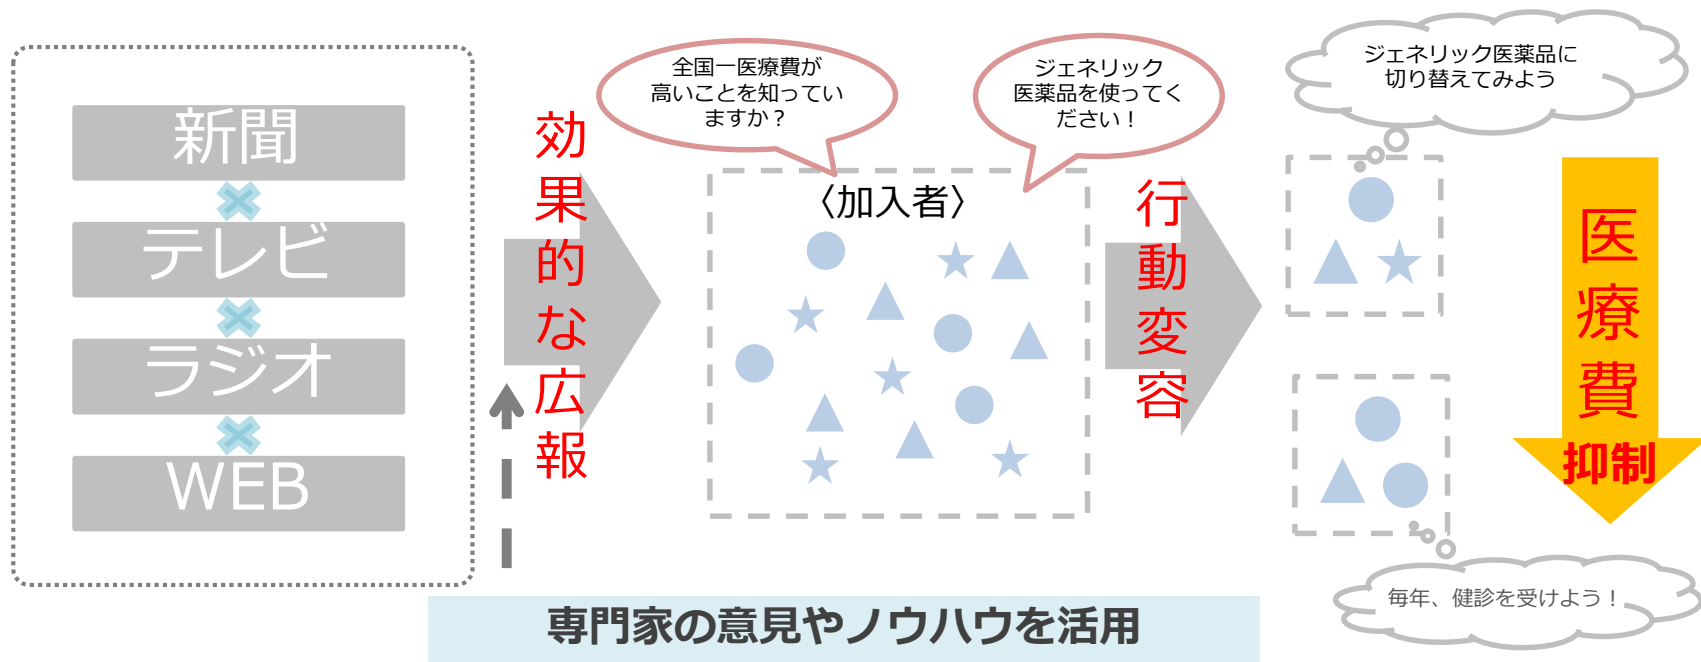 新聞
テレビ
ラジオ
WEB
効果的な広報
全国一医療費が
高いことを知ってい
ますか？
ジェネリック
医薬品を使ってく
ださい！
〈加入者〉
行動変容
ジェネリック医薬品に
切り替えてみよう
毎年、健診を受けよう！
医療費
抑制
専門家の意見やノウハウを活用